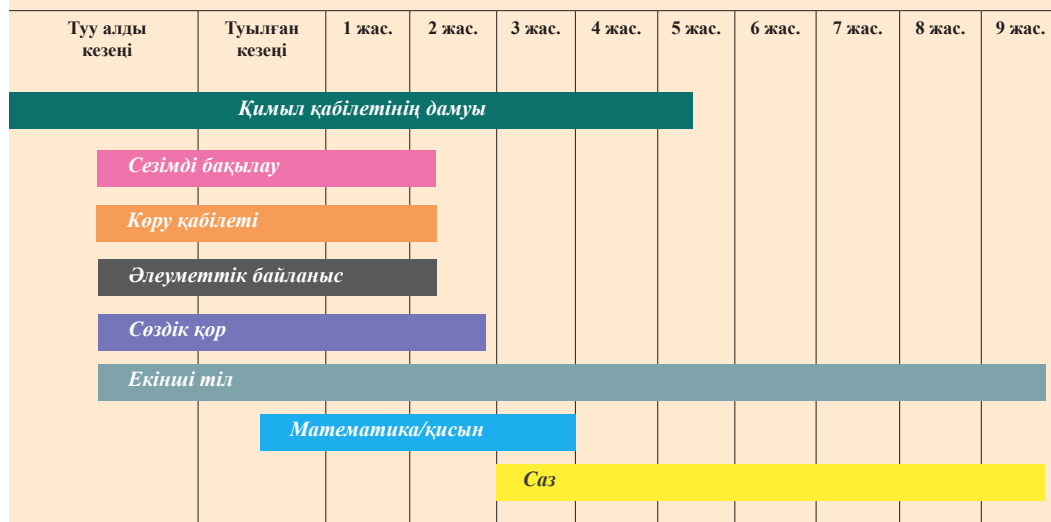 Туу алды кезеңі
Туылған кезеңі
1 жас.
2 жас.
3 жас.
4 жас.
5 жас.
6 жас.
7 жас.
8 жас.
9 жас.
Қимыл қабілетінің дамуы
Сезімді бақылау
Көру қабілеті
Әлеуметтік байланыс
Сөздік қор
Екінші тіл
Математика/қисын
Саз